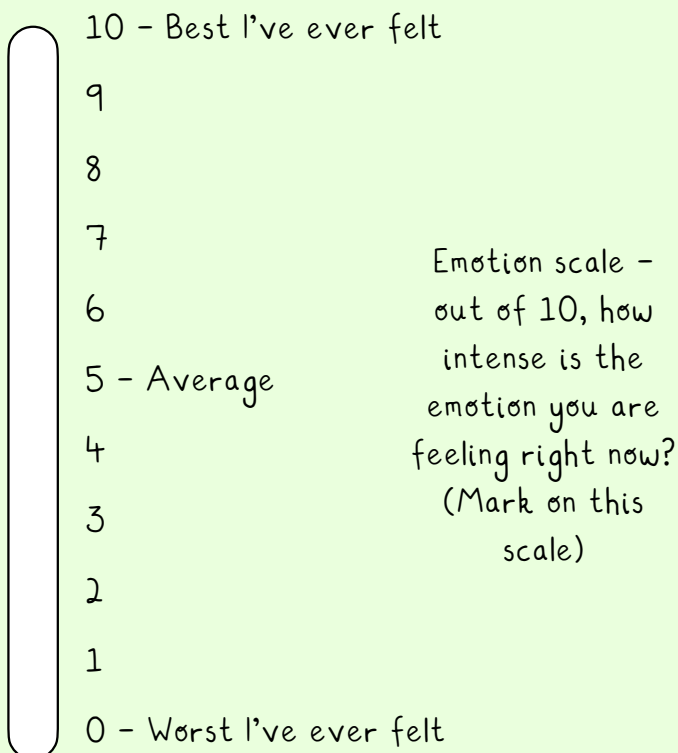 10 - Best I've ever felt
9
8
7
6
5 - Average
4
3
2
1
0 - Worst I've ever felt
Emotion scale -
out of 10, how
intense is the
emotion you are
feeling right now?
(Mark on this
scale)